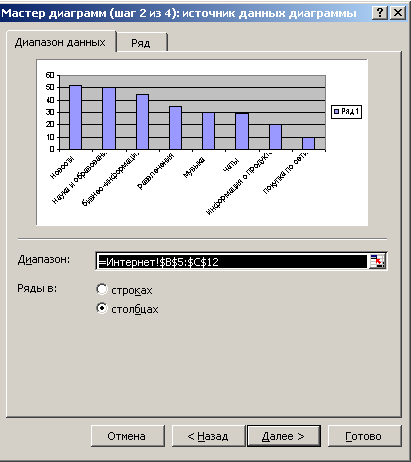 Мастер диаграмм (шаг 2 из 4): источник данных диаграммы
Диапазон данных
Ряд
60
50
40
30
20
10
0
новости
наука и образование
бизнес-информация
развлечения
музыка
чаты
информация о продукт
покупка по сети
Ряд1
Диапазон:
=Интернет!$B$5:$C$12
Ряды в:
строках
столбцах
Отмена
< Назад
Далее >
Готово